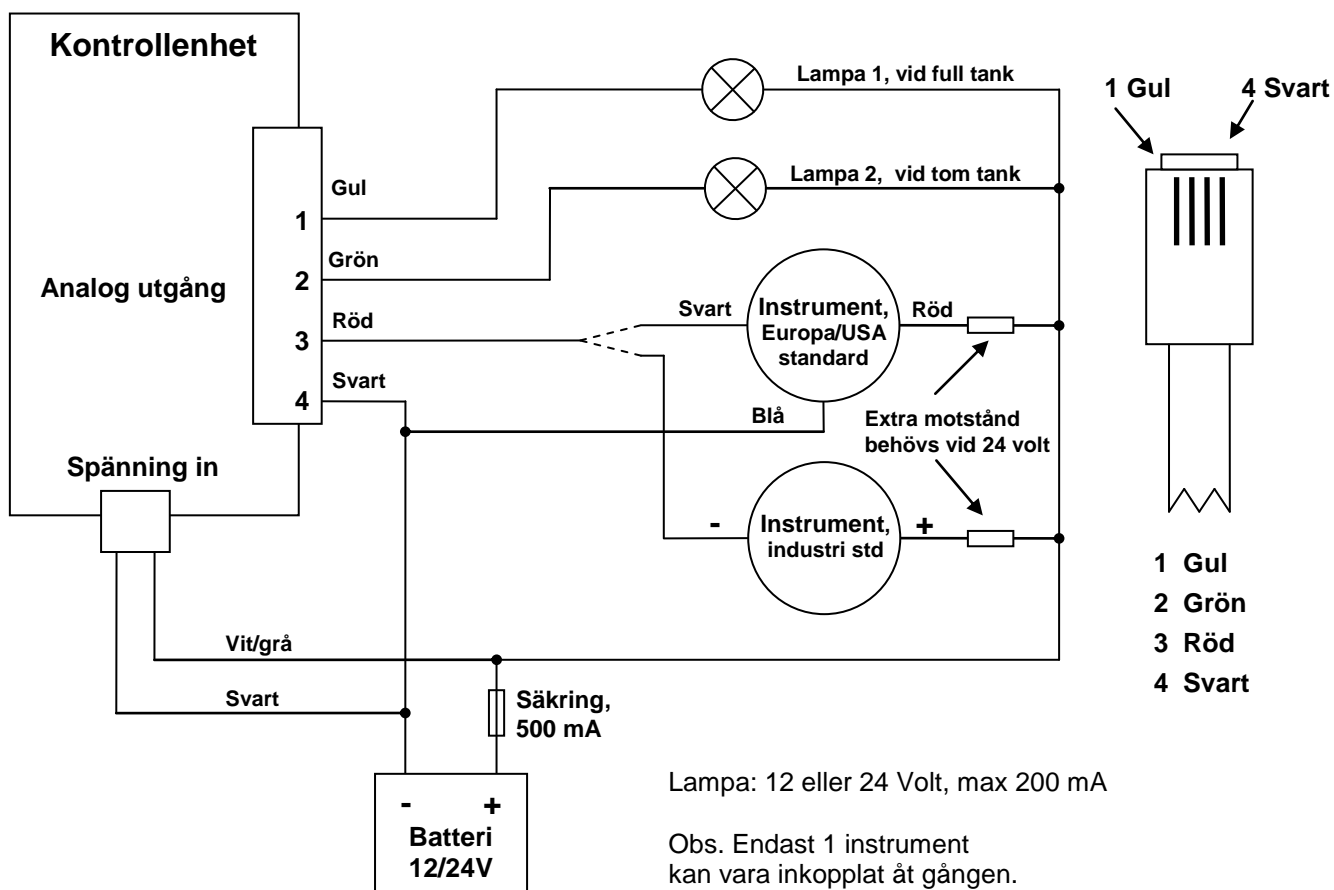 Kontrollenhet
Lampa 1, vid full tank
1 Gul
4 Svart
Lampa 2, vid tom tank
Gul
1
Grön
2
Analog utgång
Röd
3
Svart
4
Svart
Instrument,
Europa/USA
standard
Röd
Blå
Extra motstånd
behövs vid 24 volt
Spänning in
-
Instrument,
industri std
+
1 Gul
2 Grön
3 Röd
4 Svart
Vit/grå
Svart
Säkring,
500 mA
- +
Batteri
12/24V
Lampa: 12 eller 24 Volt, max 200 mA
Obs. Endast 1 instrument
kan vara inkopplat åt gången.